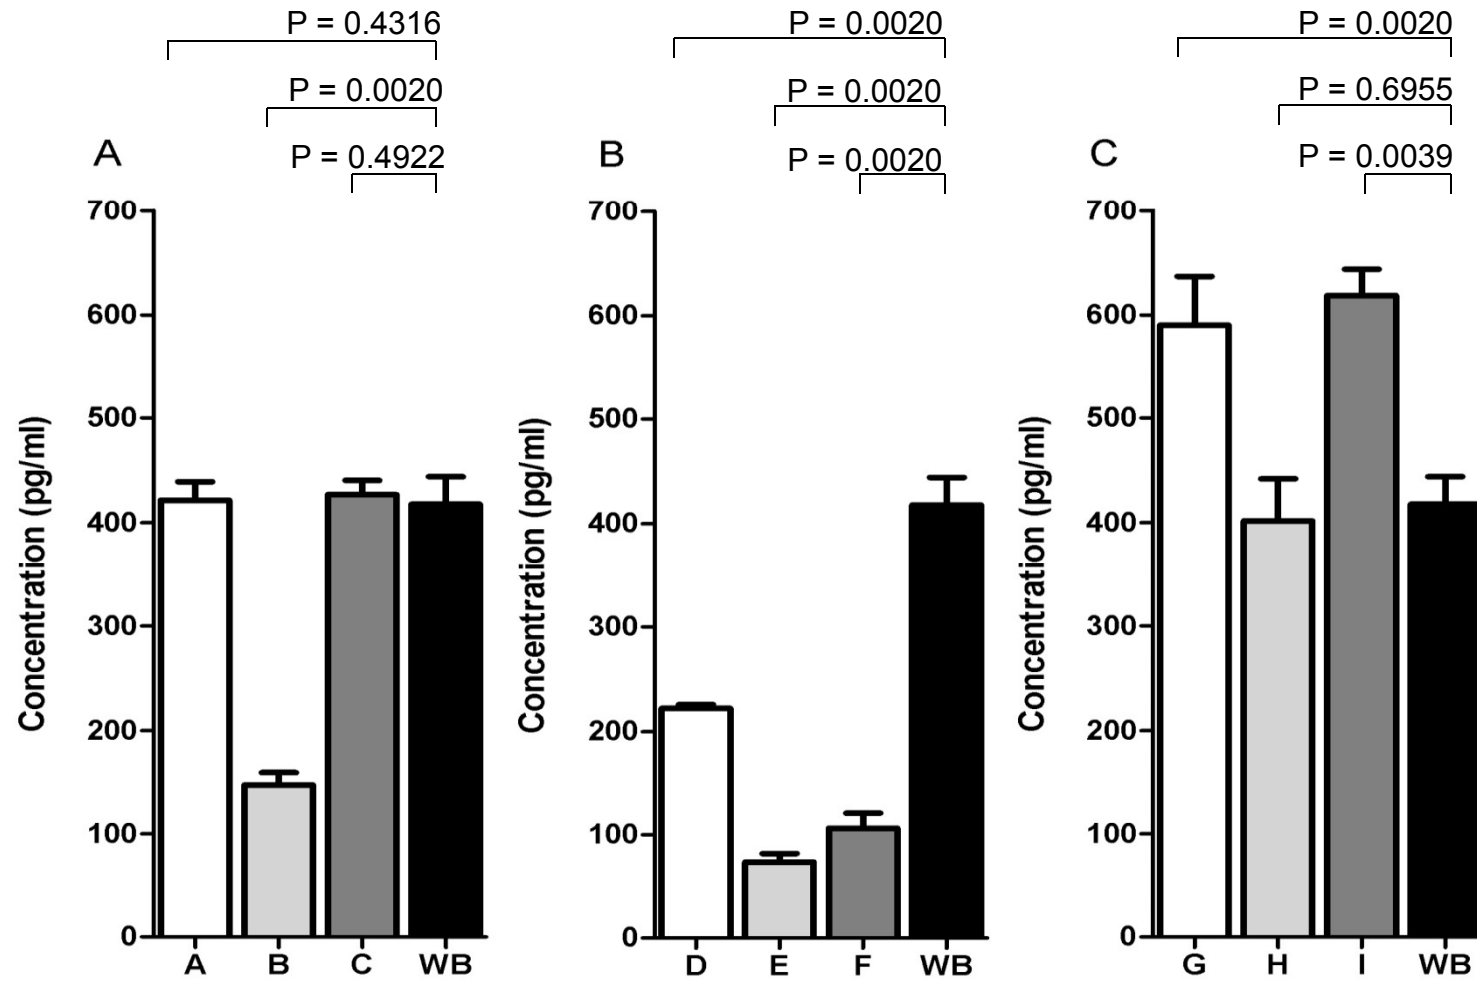 P = 0.4316
P = 0.0020
P = 0.4922
A
700
600
500
400
300
200
100
0
Concentration (pg/ml)
A B C WB
P = 0.0020
P = 0.0020
P = 0.0020
B
700
600
500
400
300
200
100
0
Concentration (pg/ml)
D E F WB
P = 0.0020
P = 0.6955
P = 0.0039
C
700
600
500
400
300
200
100
0
Concentration (pg/ml)
G H I WB